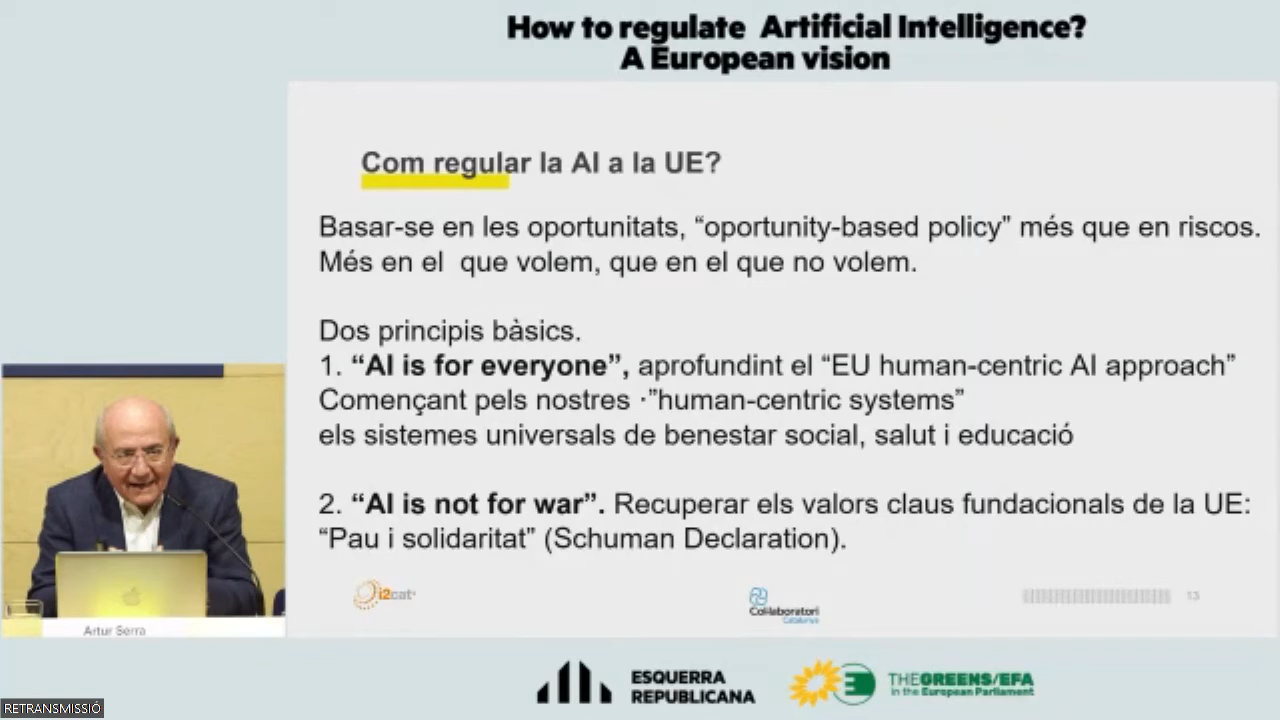 How to regulate Artificial Intelligence?
A European vision
Com regular la AI a la UE?
Basar-se en les oportunitats, “oportunity-based policy” més que en riscos.
Més en el que volem, que en el que no volem.
Dos principis bàsics.
1. “AI is for everyone”, aprofundint el “EU human-centric AI approach”
Començant pels nostres ·”human-centric systems”
els sistemes universals de benestar social, salut i educació
2. “AI is not for war”. Recuperar els valors claus fundacionals de la UE:
“Pau i solidaritat” (Schuman Declaration).
i2cat
Col·laboratori
Catalunya
13
Artur Serra
ESQUERRA
REPUBLICANA
THE GREENS/EFA
in the European Parliament
RETRANSMISSIÓ